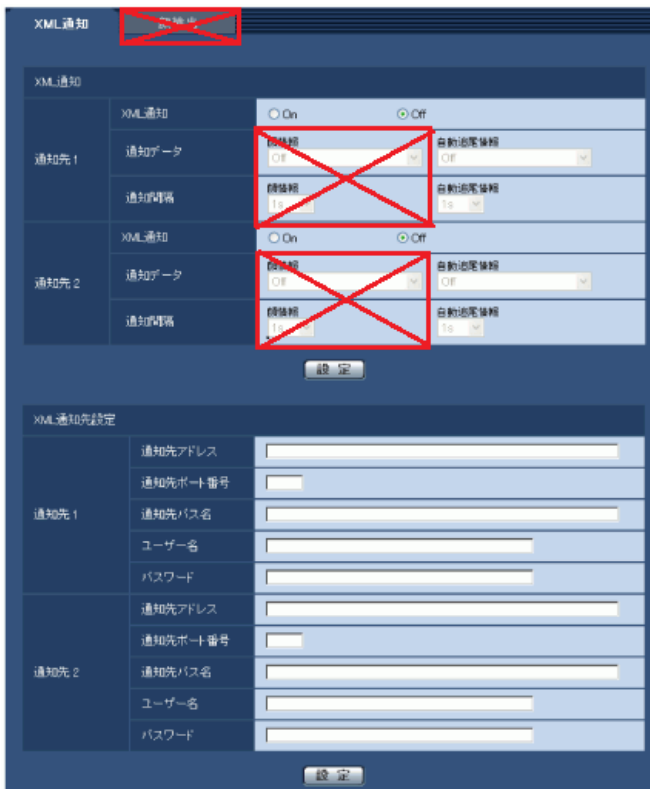 XML通知 顔検出
XML通知
通知先1
XML通知 On Off
通知データ 顔情報 自動追尾情報
Off Off
通知間隔 顔情報 自動追尾情報
1s 1s
通知先2
XML通知 On Off
通知データ 顔情報 自動追尾情報
Off Off
通知間隔 顔情報 自動追尾情報
1s 1s
設定
XML通知先設定
通知先1
通知先アドレス
通知先ポート番号
通知先パス名
ユーザー名
パスワード
通知先2
通知先アドレス
通知先ポート番号
通知先パス名
ユーザー名
パスワード
設定